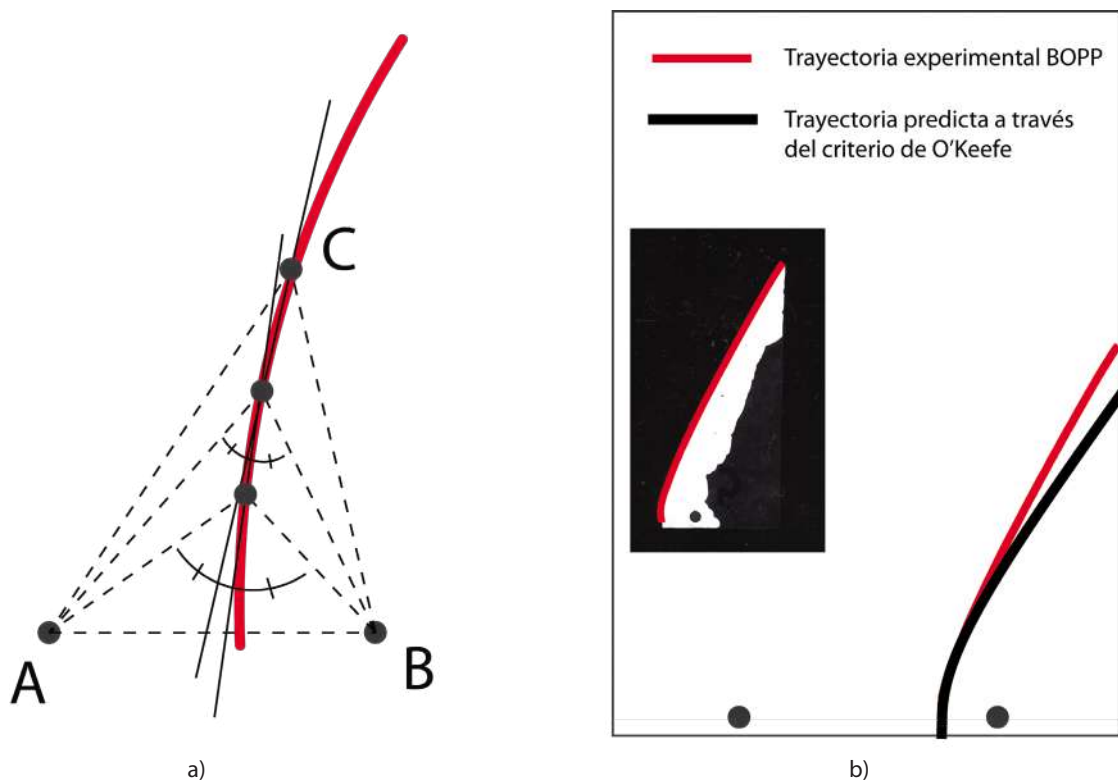 C
A
B
a)
Trayectoria experimental BOPP
Trayectoria predicta a través
del criterio de O'Keefe
b)